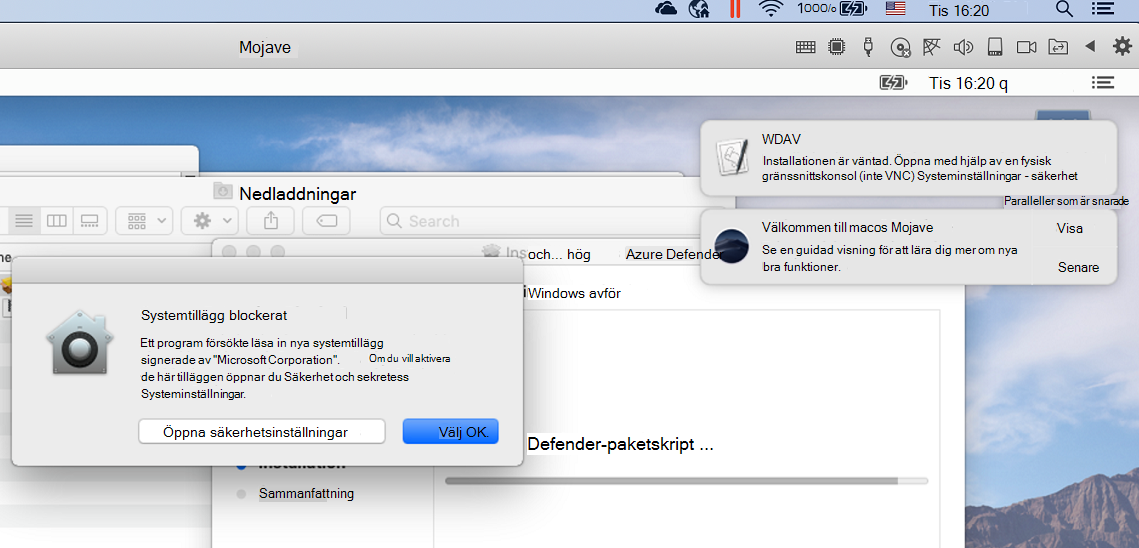 1000/o
Tis 16:20
Mojave
Tis 16:20 q
WDAV
Installationen är väntad. Öppna med hjälp av en fysisk
gränssnittskonsol (inte VNC) Systeminställningar - säkerhet
Paralleller som är snarade
Nedladdningar
Search
Välkommen till macos Mojave
Visa
Se en guidad visning för att lära dig mer om nya
bra funktioner.
Senare
Ins och... hög
Azure Defender
Windows avför
Systemtillägg blockerat
Ett program försökte läsa in nya systemtillägg
signerade av "Microsoft Corporation". Om du vill aktivera
de här tilläggen öppnar du Säkerhet och sekretess
Systeminställningar.
Öppna säkerhetsinställningar
Välj OK.
Defender-paketskript ...
Installation
Sammanfattning